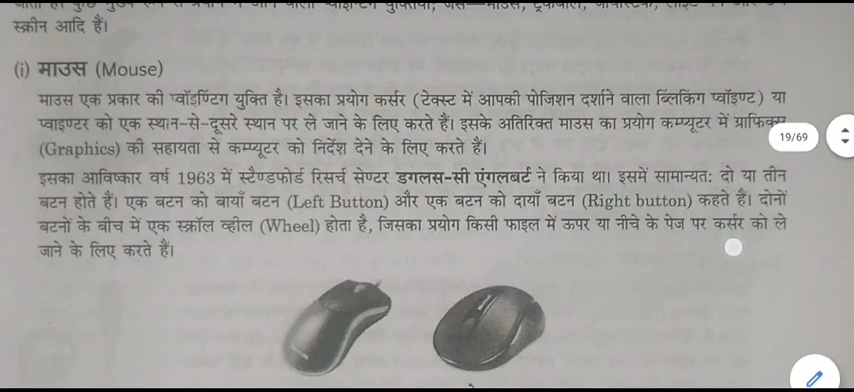 स्क्रीन आदि हैं।
(i) माउस (Mouse)
माउस एक प्रकार की प्वॉइण्टिंग युक्ति है। इसका प्रयोग कर्सर (टेक्स्ट में आपकी पोजिशन दर्शाने वाला ब्लिंकिंग प्वॉइण्ट) या
प्वाइण्टर को एक स्थान-से-दूसरे स्थान पर ले जाने के लिए करते हैं। इसके अतिरिक्त माउस का प्रयोग कम्प्यूटर में ग्राफिक्स
19/69
(Graphics) की सहायता से कम्प्यूटर को निर्देश देने के लिए करते हैं।
इसका आविष्कार वर्ष 1963 में स्टैण्डफोर्ड रिसर्च सेण्टर डगलस-सी एंगलबर्ट ने किया था। इसमें सामान्यत: दो या तीन
बटन होते हैं। एक बटन को बायाँ बटन (Left Button) और एक बटन को दायाँ बटन (Right button) कहते हैं। दोनों
बटनों के बीच में एक स्क्रॉल व्हील (Wheel) होता है, जिसका प्रयोग किसी फाइल में ऊपर या नीचे के पेज पर कर्सर को ले
जाने के लिए करते हैं।